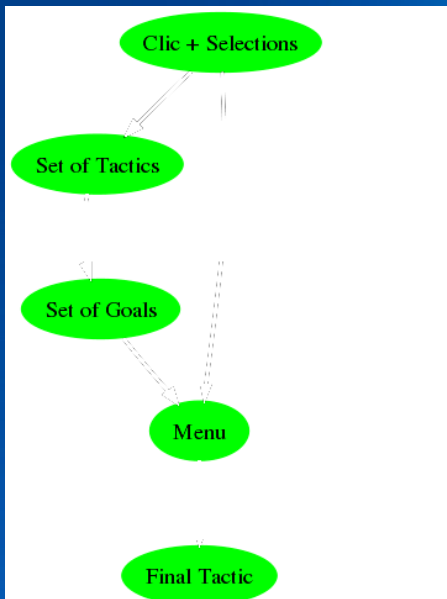 Clic + Selections
Set of Tactics
Set of Goals
Menu
Final Tactic